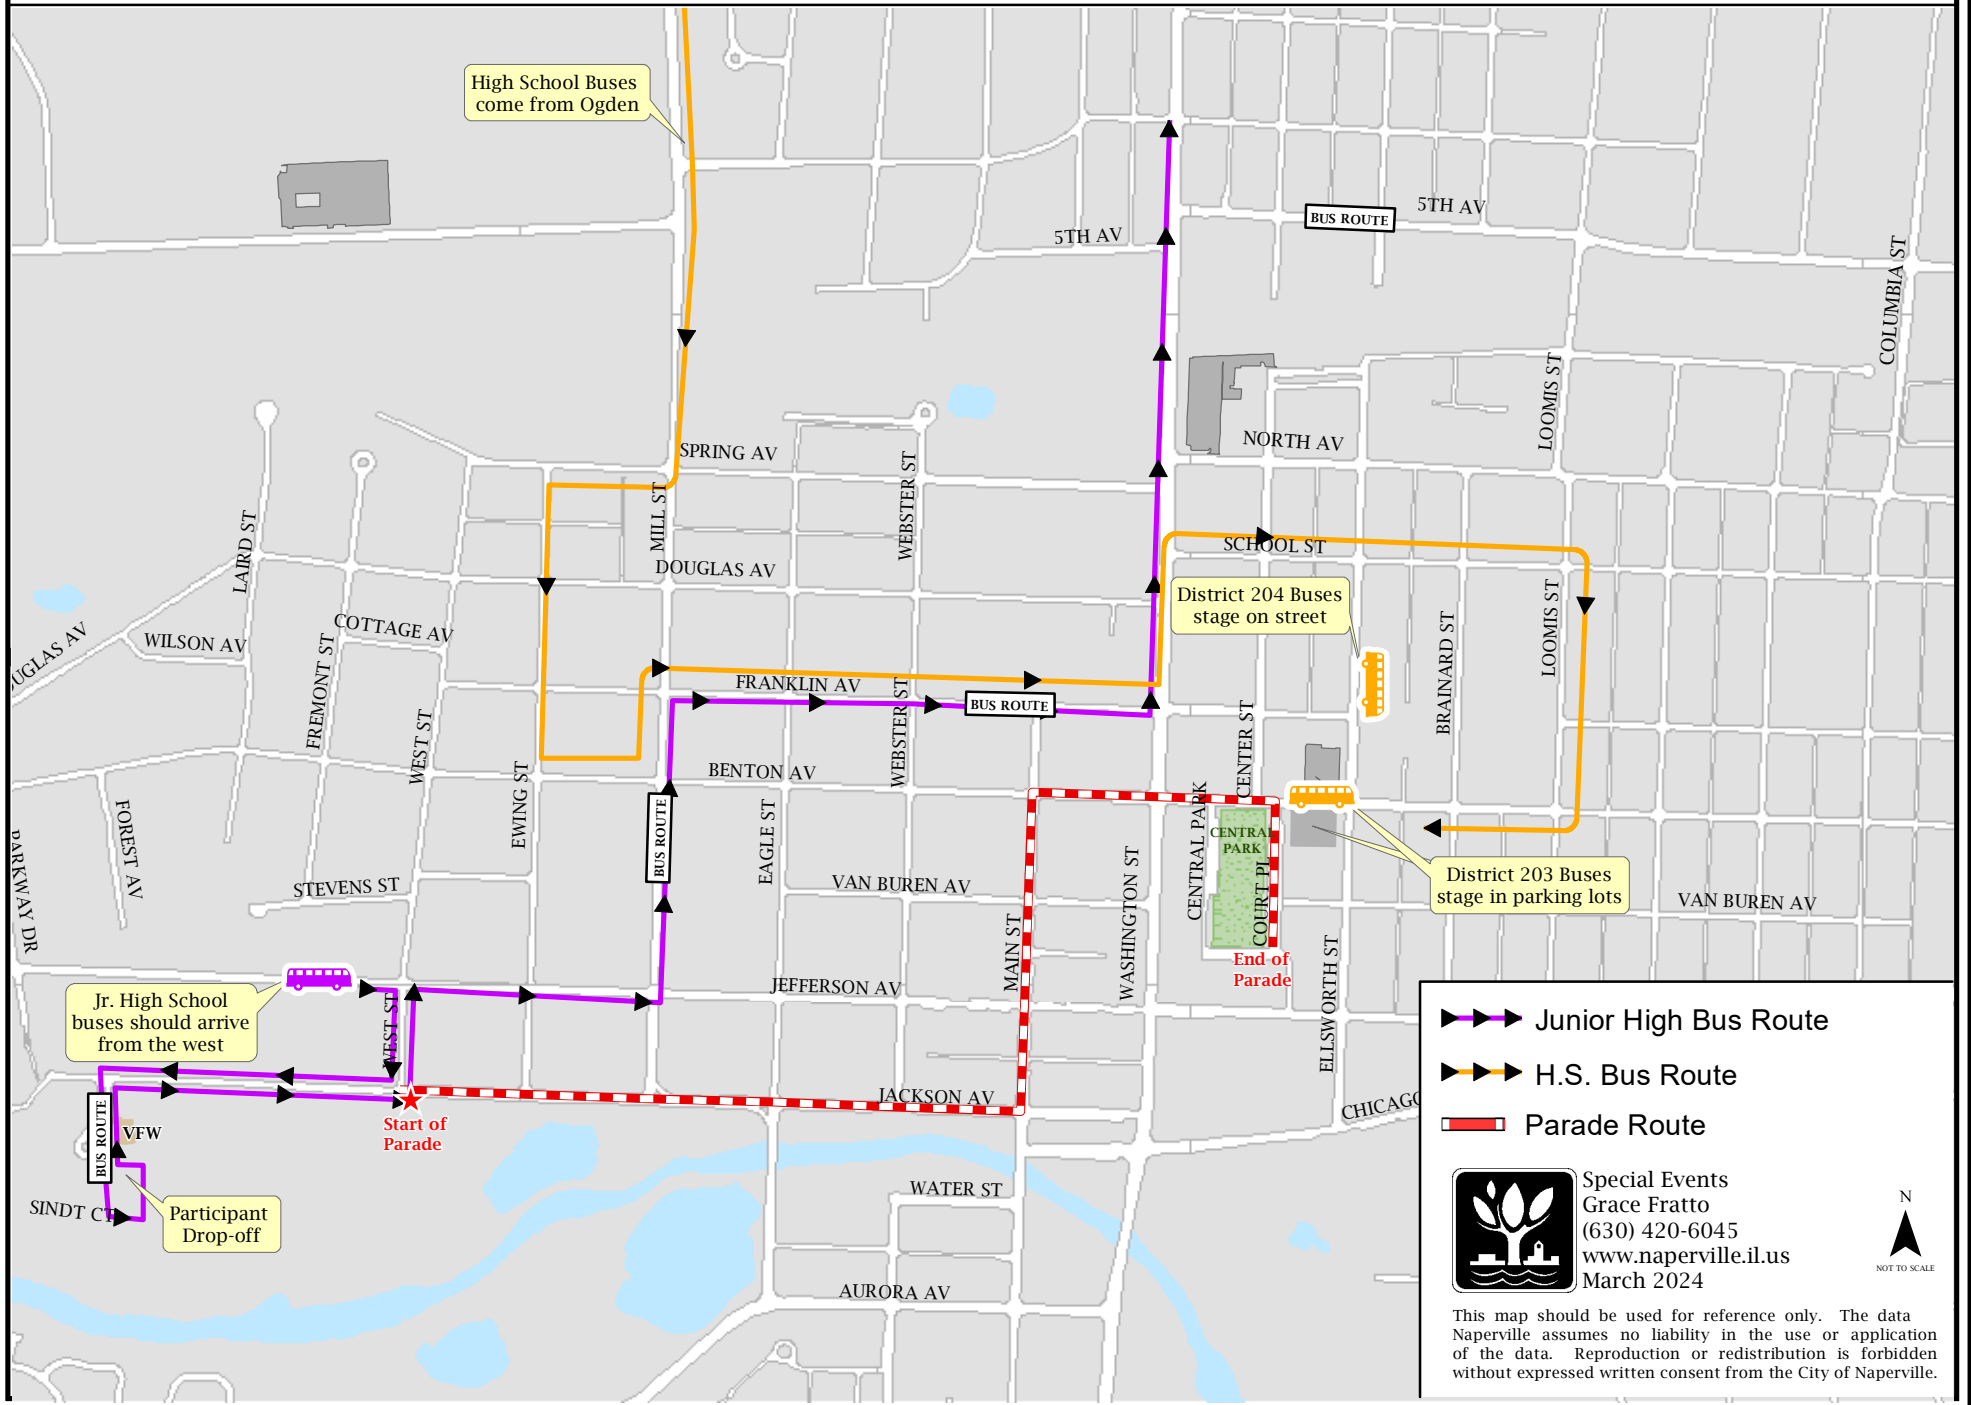 High School Buses
come from Ogden
BUS ROUTE
5TH AV
5TH AV
COLUMBIA ST
LOOMIS ST
NORTH AV
SPRING AV
WEBSTER ST
MILL ST
LAIRD ST
SCHOOL ST
DOUGLAS AV
District 204 Buses
stage on street
LOOMIS ST
BRAINARD ST
COTTAGE AV
WILSON AV
UGLAS AV
FREMONT ST
FRANKLIN AV
WEBSTER ST
BUS ROUTE
CENTER ST
WEST ST
BENTON AV
EWING ST
FOREST AV
BUS ROUTE
EAGLE ST
CENTRAL PARK
CENTRAL
PARK
COURT PL
PARKWAY DR
STEVENS ST
VAN BUREN AV
District 203 Buses
stage in parking lots
VAN BUREN AV
MAIN ST
WASHINGTON ST
ELLSWORTH ST
End of
Parade
JEFFERSON AV
Jr. High School
buses should arrive
from the west
WEST ST
JACKSON AV
CHICAGO
Start of
Parade
BUS ROUTE
VFW
SINDT CT
Participant
Drop-off
WATER ST
AURORA AV
Junior High Bus Route
H.S. Bus Route
Parade Route
Special Events
Grace Fratto
(630) 420-6045
www.naperville.il.us
March 2024
N
NOT TO SCALE
This map should be used for reference only. The data
Naperville assumes no liability in the use or application
of the data. Reproduction or redistribution is forbidden
without expressed written consent from the City of Naperville.